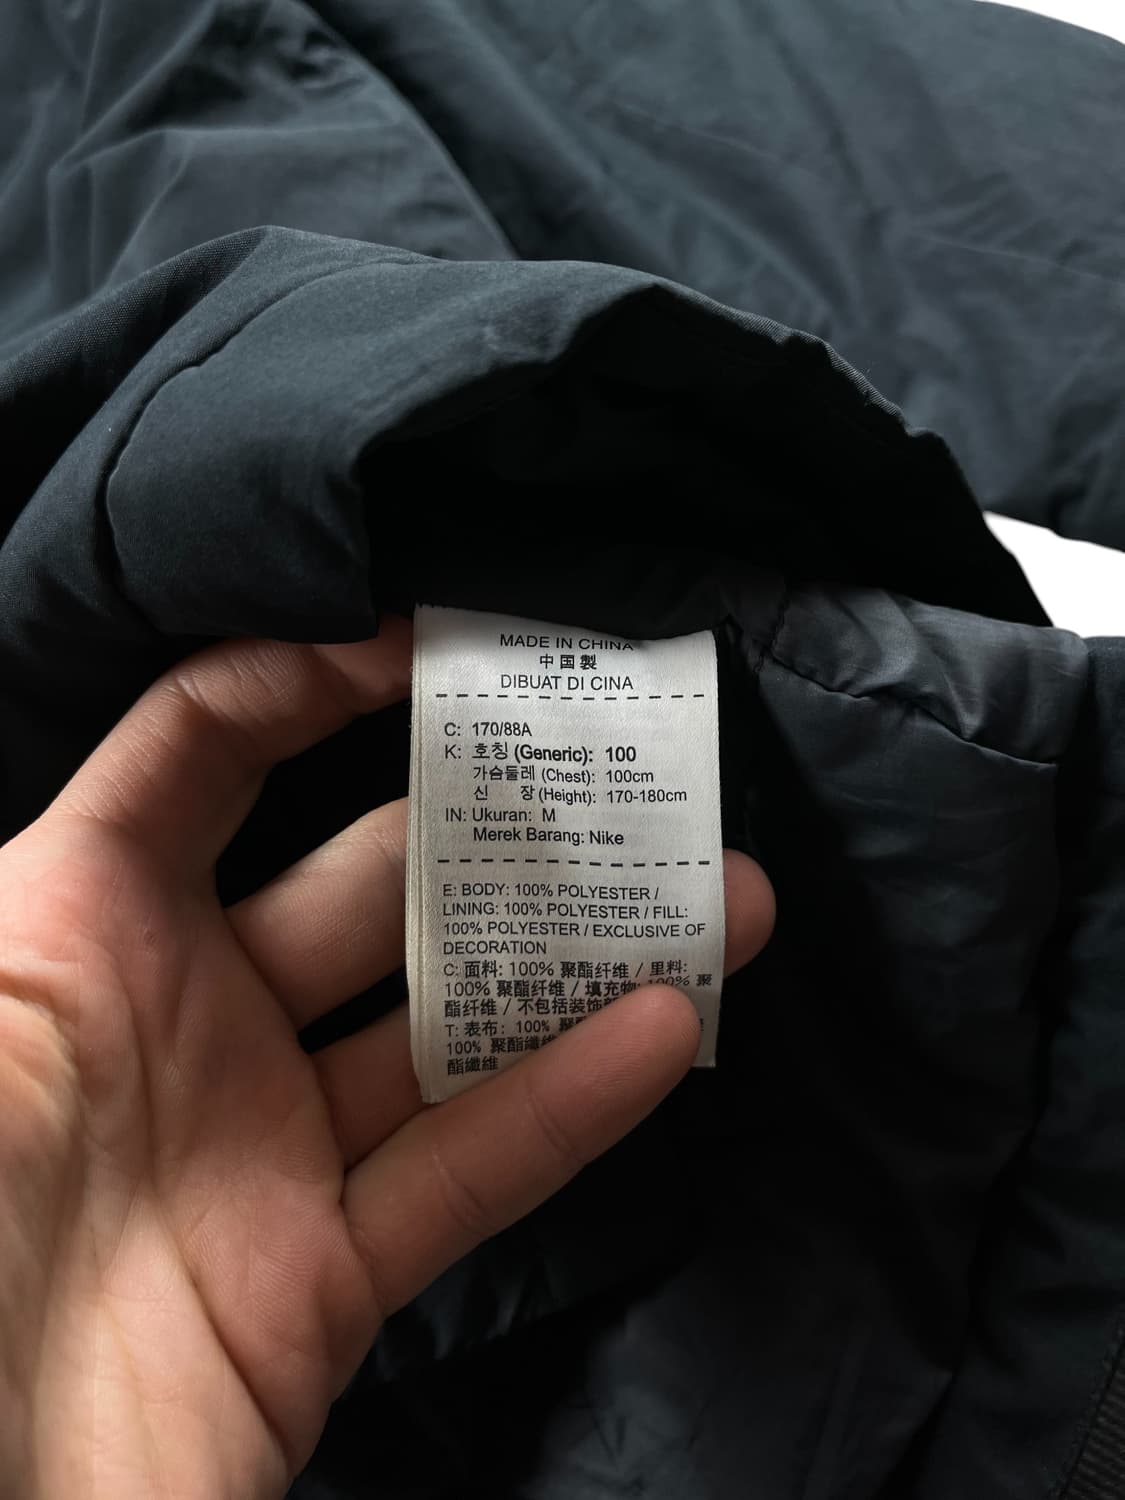 MADE IN CHINA
中国製
DIBUAT DI CINA
C: 170/88A
K: 호칭 (Generic): 100
가슴둘레 (Chest): 100cm
신 장 (Height): 170-180cm
IN: Ukuran: M
Merek Barang: Nike
E: BODY: 100% POLYESTER /
LINING: 100% POLYESTER / FILL:
100% POLYESTER / EXCLUSIVE OF
DECORATION
C: 面料: 100% 聚酯纤维 / 里料:
100% 聚酯纤维 / 填充物: 100% 聚
酯纤维 / 不包括装饰
T: 表布: 100% 聚
100% 聚酯纖維
酯纖維